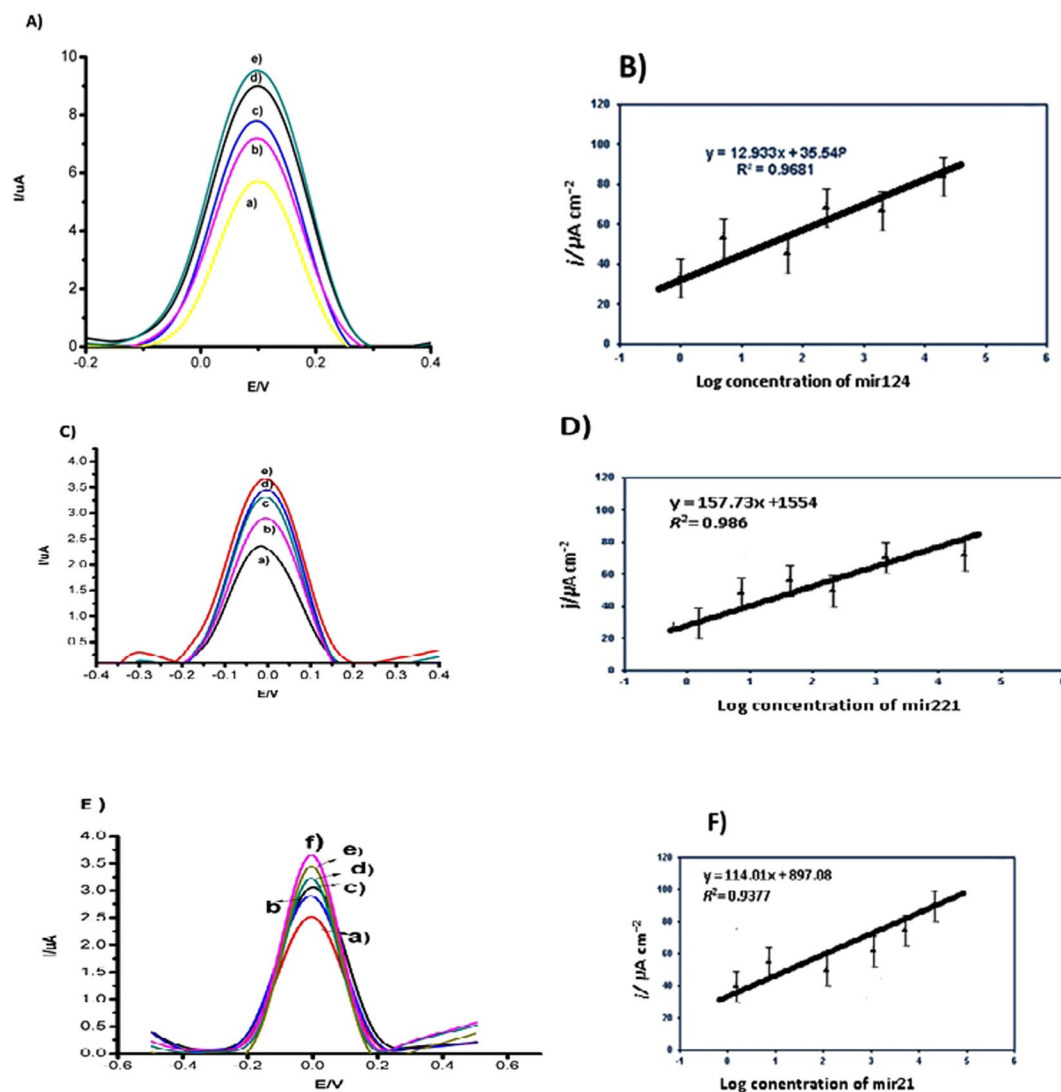 A)
I/uA
10
8
6
4
2
0
-0.2
0.0
0.2
0.4
E/V
e)
d)
c)
b)
a)
B)
j/µA cm⁻²
120
100
80
60
40
20
0
-1
0
1
2
3
4
5
6
y = 12.933x + 35.548
R² = 0.9681
Log concentration of mir124
C)
I/uA
4.0
3.5
3.0
2.5
2.0
1.5
1.0
0.5
-0.4
-0.3
-0.2
-0.1
0.0
0.1
0.2
0.3
0.4
E/V
e)
d)
c
b)
a)
D)
j/µA cm⁻²
120
100
80
60
40
20
0
-1
0
1
2
3
4
5
6
y = 157.73x +1554
R²= 0.986
Log concentration of mir221
E )
I/uA
4.0
3.5
3.0
2.5
2.0
1.5
1.0
0.5
0.0
-0.6
-0.4
-0.2
0.0
0.2
0.4
0.6
E/V
f)
e)
d)
c)
b
a)
F)
j/ µA cm⁻²
120
100
80
60
40
20
0
-1
0
1
2
3
4
5
6
y = 114.01x + 897.08
R²= 0.9377
Log conentration of mir21